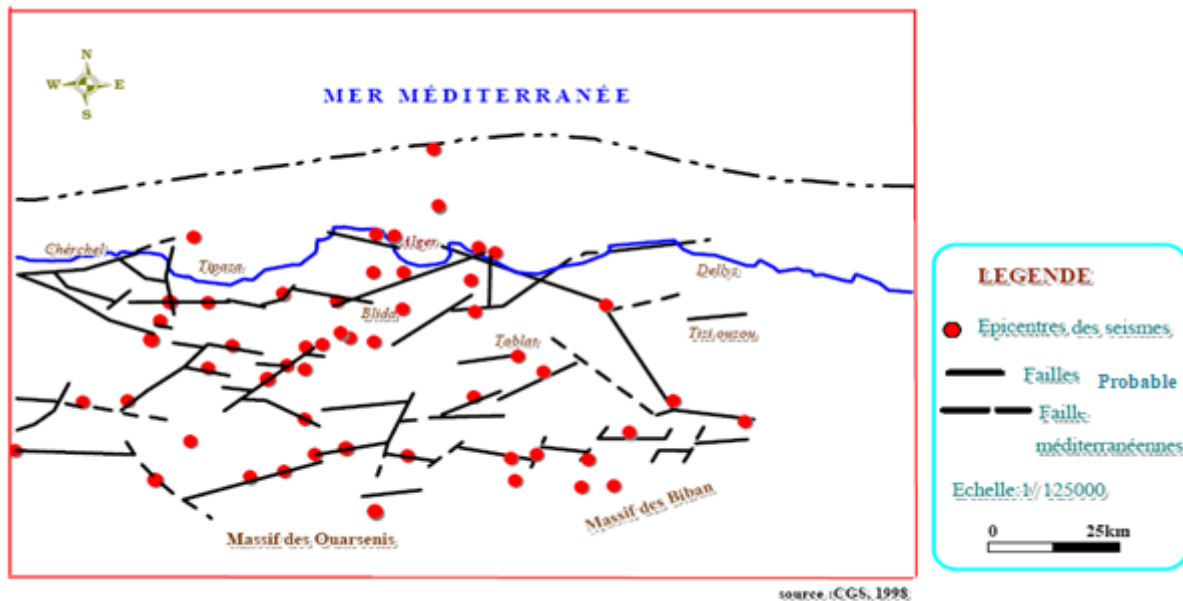 N
W E
S
MER MÉDITERRANÉE
Chérchel
Tipaza
Alger
Dellys
Blida
Tizi ouzou
Tablat
Massif des Ouarsenis
Massif des Biban
LEGENDE
Epicentres des seismes
Failles Probable
Faille
méditerranéennes
Echelle:1/ 125000
0 25km
source :CGS, 1998